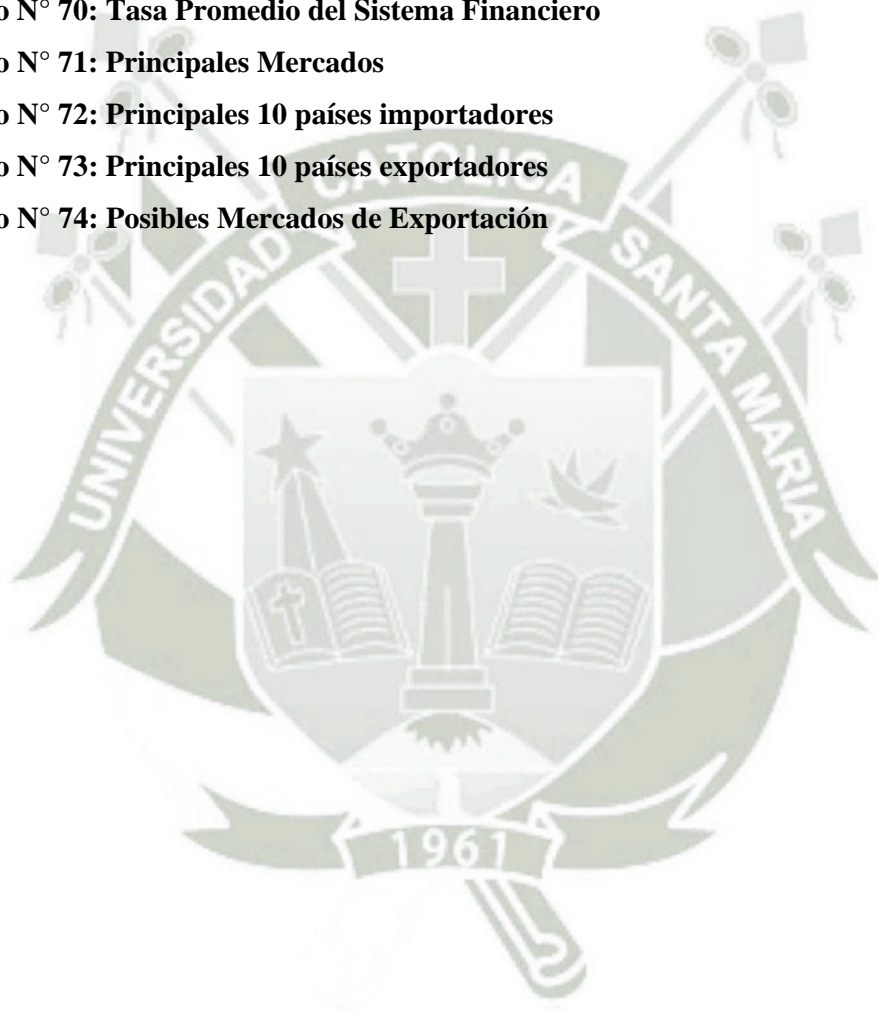 o N° 70: Tasa Promedio del Sistema Financiero
o N° 71: Principales Mercados
o N° 72: Principales 10 países importadores
o N° 73: Principales 10 países exportadores
o N° 74: Posibles Mercados de Exportación
UNIVERSIDAD CATOLICA SANTA MARIA
1961